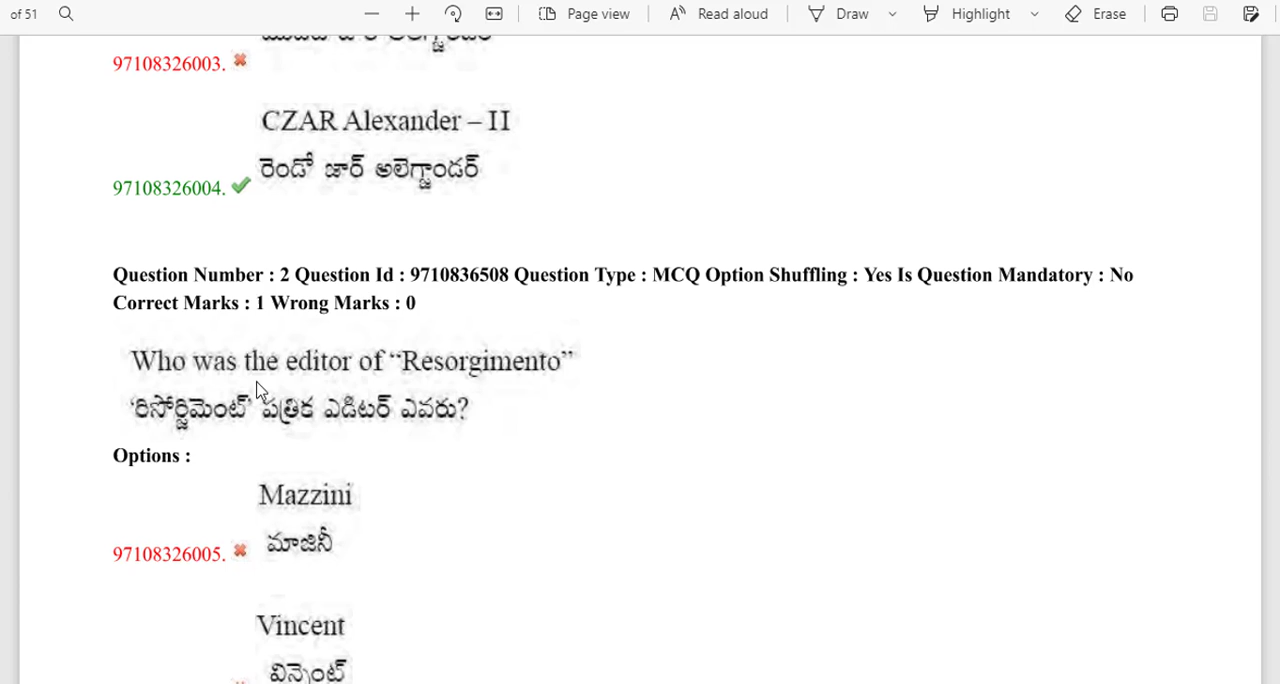 of 51 Page view Read aloud Draw Highlight Erase
97108326003.
CZAR Alexander – II
రెండో జార్ అలెగ్జాండర్
97108326004.
Question Number : 2 Question Id : 9710836508 Question Type : MCQ Option Shuffling : Yes Is Question Mandatory : No
Correct Marks : 1 Wrong Marks : 0
Who was the editor of “Resorgimento”
‘రిసోర్జిమెంట్’ పత్రిక ఎడిటర్ ఎవరు?
Options :
Mazzini
మాజినీ
97108326005.
Vincent
విన్సెంట్